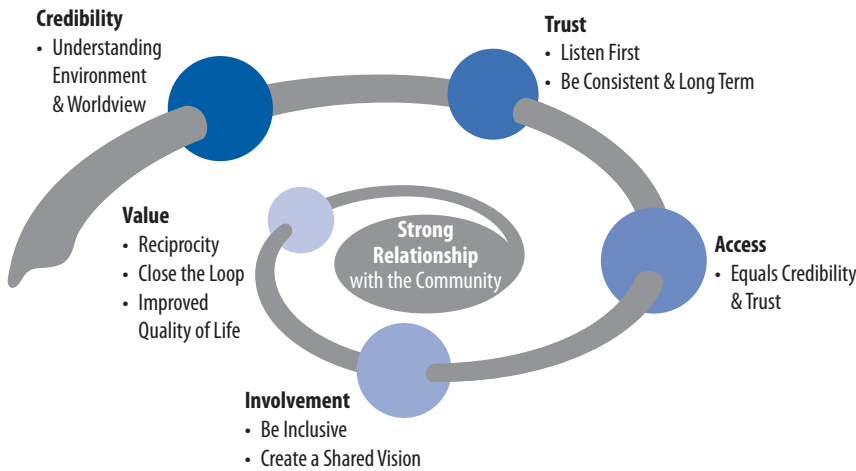 Credibility
• Understanding
Environment
& Worldview
Trust
• Listen First
• Be Consistent & Long Term
Access
• Equals Credibility
& Trust
Involvement
• Be Inclusive
• Create a Shared Vision
Value
• Reciprocity
• Close the Loop
• Improved
Quality of Life
Strong
Relationship
with the Community